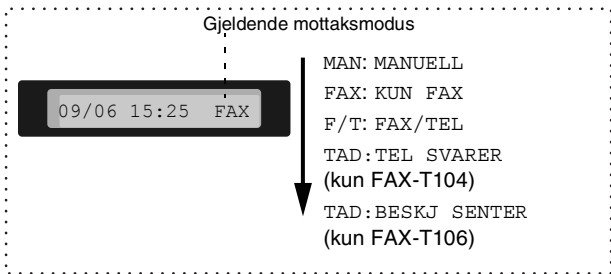 Gjeldende mottaksmodus
09/06 15:25 FAX
MAN: MANUELL
FAX: KUN FAX
F/T: FAX/TEL
TAD:TEL SVARER
(kun FAX-T104)
TAD:BESKJ SENTER
(kun FAX-T106)